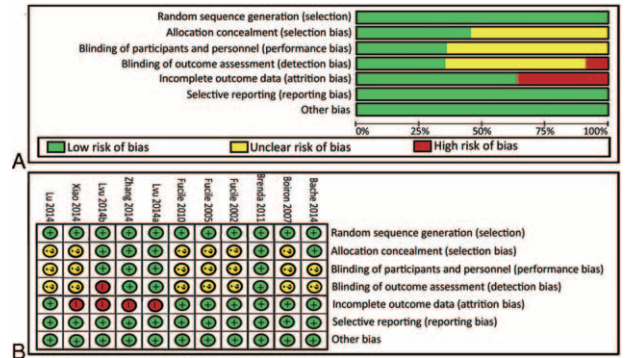 Random sequence generation (selection)
Allocation concealment (selection bias)
Blinding of participants and personnel (performance bias)
Blinding of outcome assessment (detection bias)
Incomplete outcome data (attrition bias)
Selective reporting (reporting bias)
Other bias
0% 25% 50% 75% 100%
Low risk of bias Unclear risk of bias High risk of bias
A
Lu 2014
Xiao 2014
Lvu 2014b
Zhang 2014
Lvu 2014a
Fucile 2010
Fucile 2005
Fucile 2002
Brenda 2011
Boiron 2007
Bache 2014
Random sequence generation (selection)
Allocation concealment (selection bias)
Blinding of participants and personnel (performance bias)
Blinding of outcome assessment (detection bias)
Incomplete outcome data (attrition bias)
Selective reporting (reporting bias)
Other bias
B